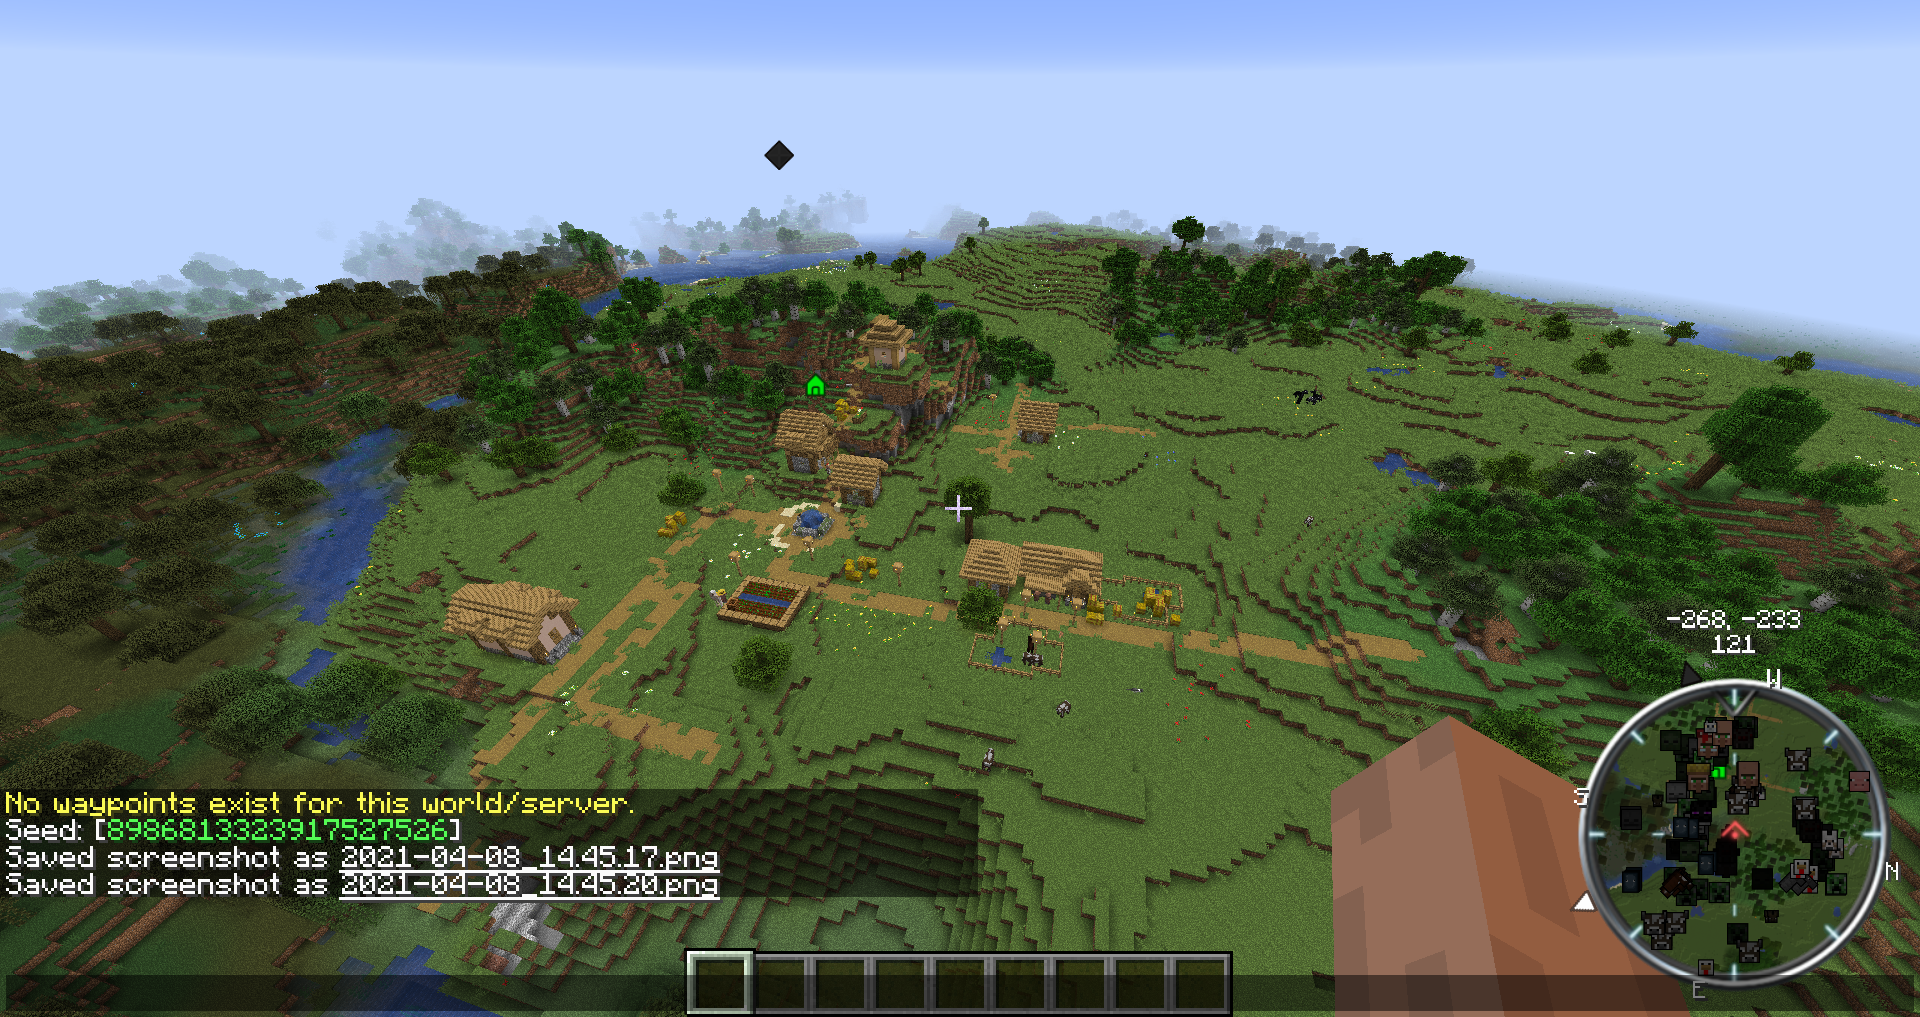 No waypoints exist for this world/server.
Seed: [8986813323917527526]
Saved screenshot as 2021-04-08_14.45.17.png
Saved screenshot as 2021-04-08_14.45.20.png
-268, -233
121
W
S
N
E